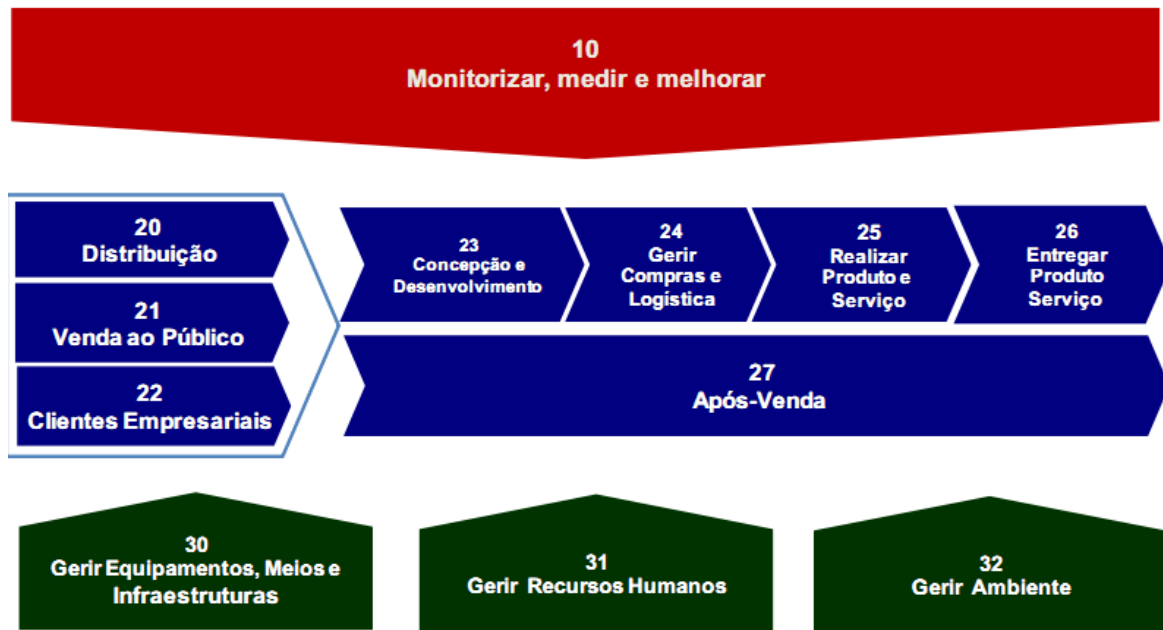 10
Monitorizar, medir e melhorar
20
Distribuição
21
Venda ao Público
22
Clientes Empresariais
23
Concepção e
Desenvolvimento
24
Gerir
Compras e
Logística
25
Realizar
Produto e
Serviço
26
Entregar
Produto
Serviço
27
Após-Venda
30
Gerir Equipamentos, Meios e
Infraestruturas
31
Gerir Recursos Humanos
32
Gerir Ambiente